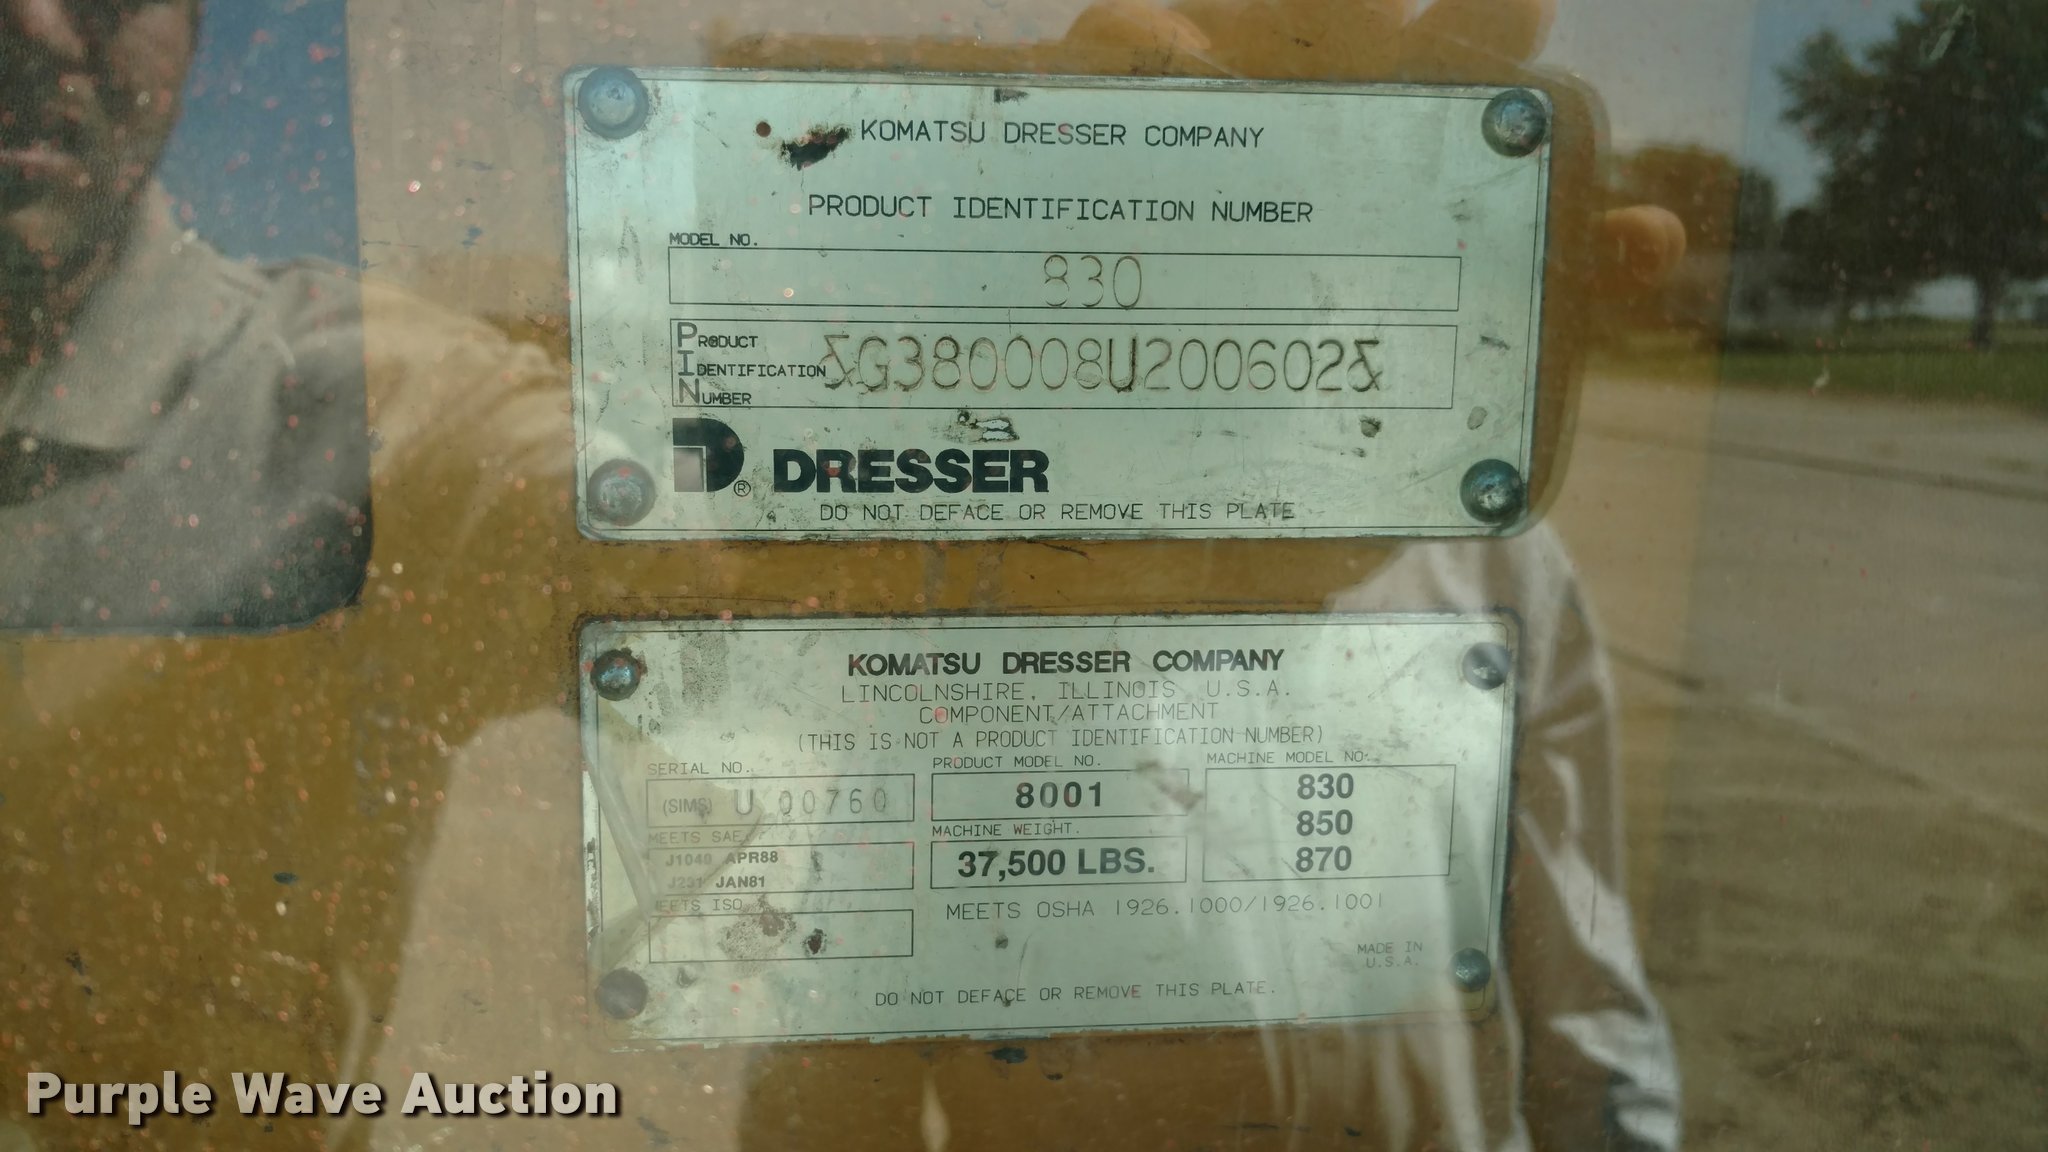 KOMATSU DRESSER COMPANY
PRODUCT IDENTIFICATION NUMBER
MODEL NO.
830
PRODUCT
IDENTIFICATION
NUMBER
&G380008U200602&
D® DRESSER
DO NOT DEFACE OR REMOVE THIS PLATE
KOMATSU DRESSER COMPANY
LINCOLNSHIRE, ILLINOIS U.S.A.
COMPONENT/ATTACHMENT
(THIS IS NOT A PRODUCT IDENTIFICATION NUMBER)
SERIAL NO.
(SIMS) U 00760
MEETS SAE
J1040 APR88
J231 JAN81
MEETS ISO
PRODUCT MODEL NO.
8001
MACHINE WEIGHT.
37,500 LBS.
MACHINE MODEL NO.
830
850
870
MEETS OSHA 1926.1000/1926.1001
MADE IN
U.S.A.
DO NOT DEFACE OR REMOVE THIS PLATE.
Purple Wave Auction